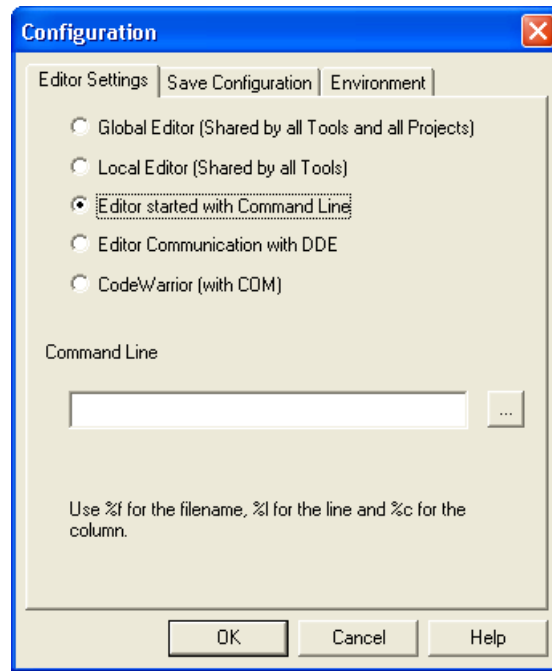 Configuration
Editor Settings
Save Configuration
Environment
Global Editor (Shared by all Tools and all Projects)
Local Editor (Shared by all Tools)
Editor started with Command Line
Editor Communication with DDE
CodeWarrior (with COM)
Command Line
...
Use %f for the filename, %l for the line and %c for the
column.
OK
Cancel
Help